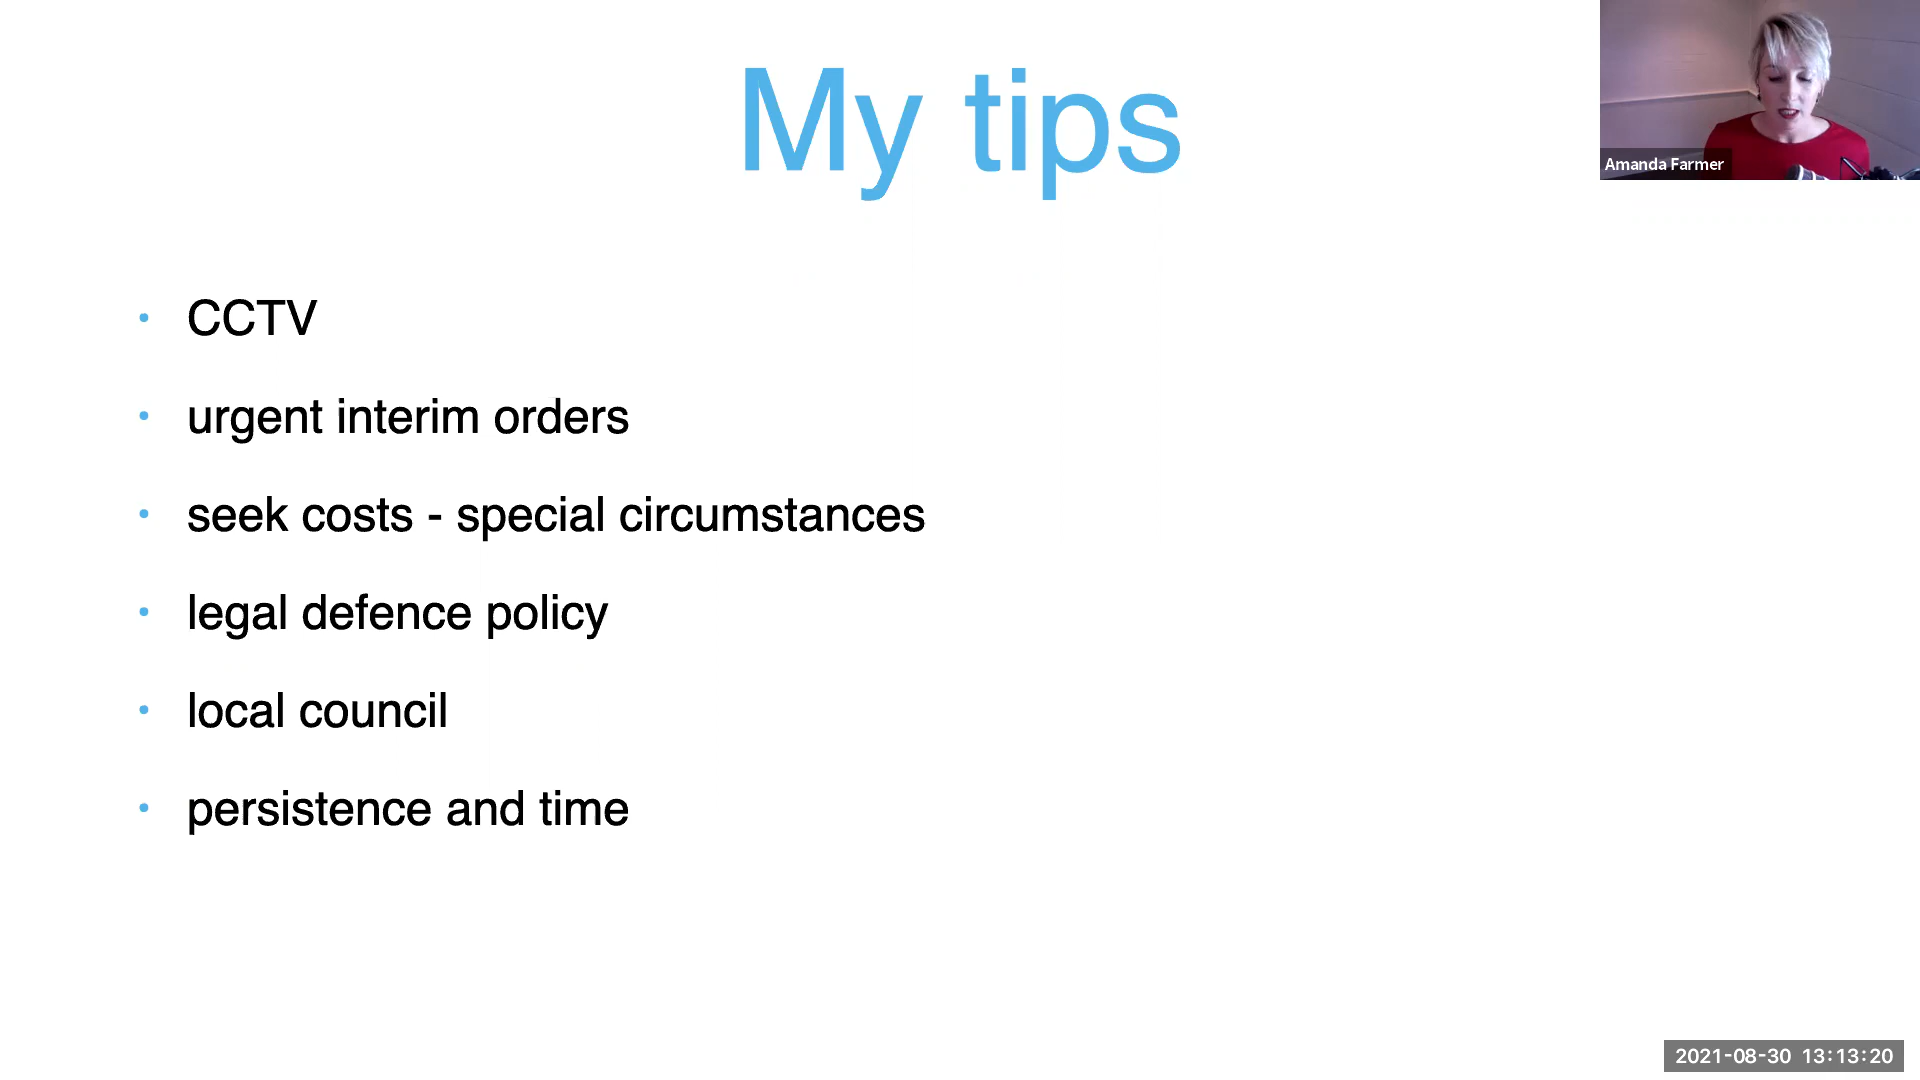 My tips
Amanda Farmer
• CCTV
• urgent interim orders
• seek costs - special circumstances
• legal defence policy
• local council
• persistence and time
2021-08-30 13:13:20